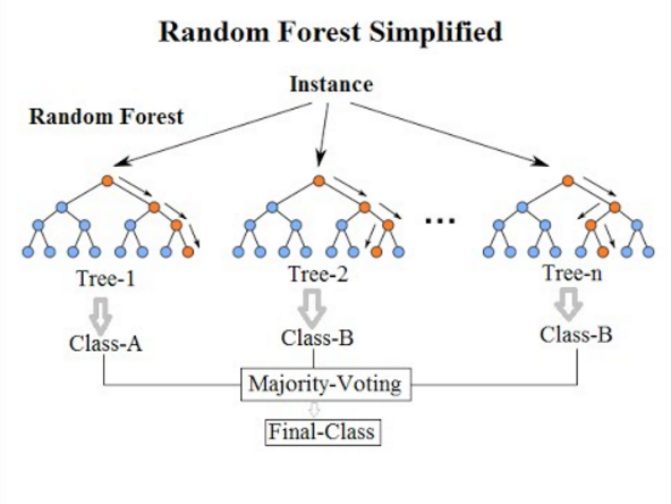 Random Forest Simplified
Instance
Random Forest
...
Tree-1
Tree-2
Tree-n
Class-A
Class-B
Class-B
Majority-Voting
Final-Class